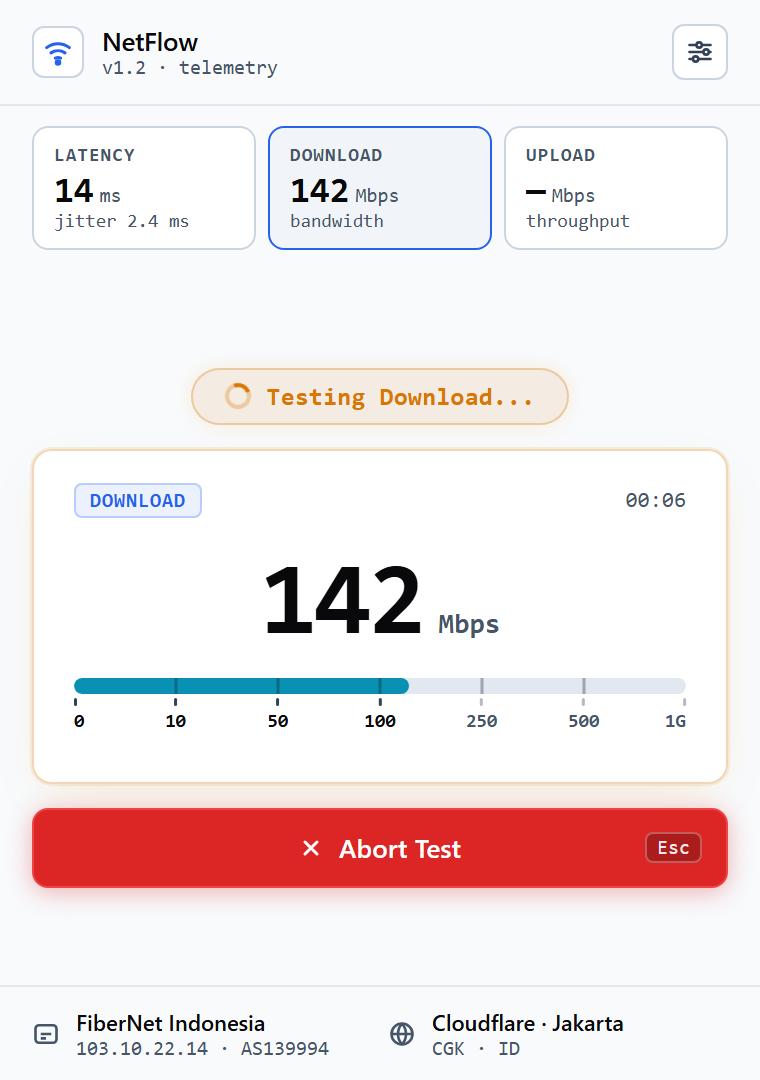 NetFlow
v1.2 · telemetry
LATENCY
14 ms
jitter 2.4 ms
DOWNLOAD
142 Mbps
bandwidth
UPLOAD
— Mbps
throughput
Testing Download...
DOWNLOAD
00:06
142 Mbps
0 10 50 100 250 500 1G
Abort Test
Esc
FiberNet Indonesia
103.10.22.14 · AS139994
Cloudflare · Jakarta
CGK · ID